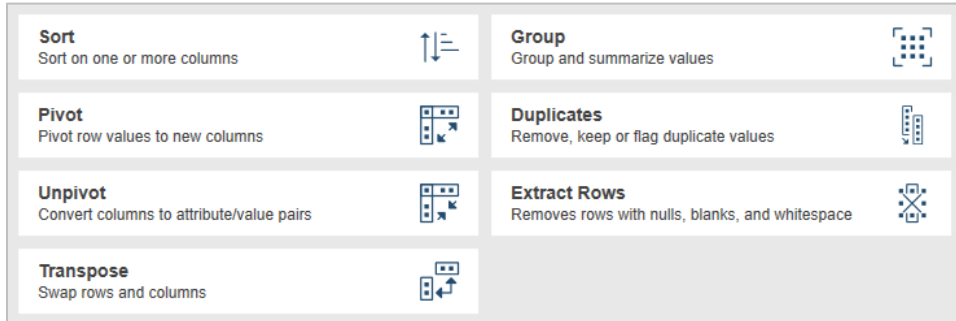 Sort
Sort on one or more columns
Group
Group and summarize values
Pivot
Pivot row values to new columns
Duplicates
Remove, keep or flag duplicate values
Unpivot
Convert columns to attribute/value pairs
Extract Rows
Removes rows with nulls, blanks, and whitespace
Transpose
Swap rows and columns